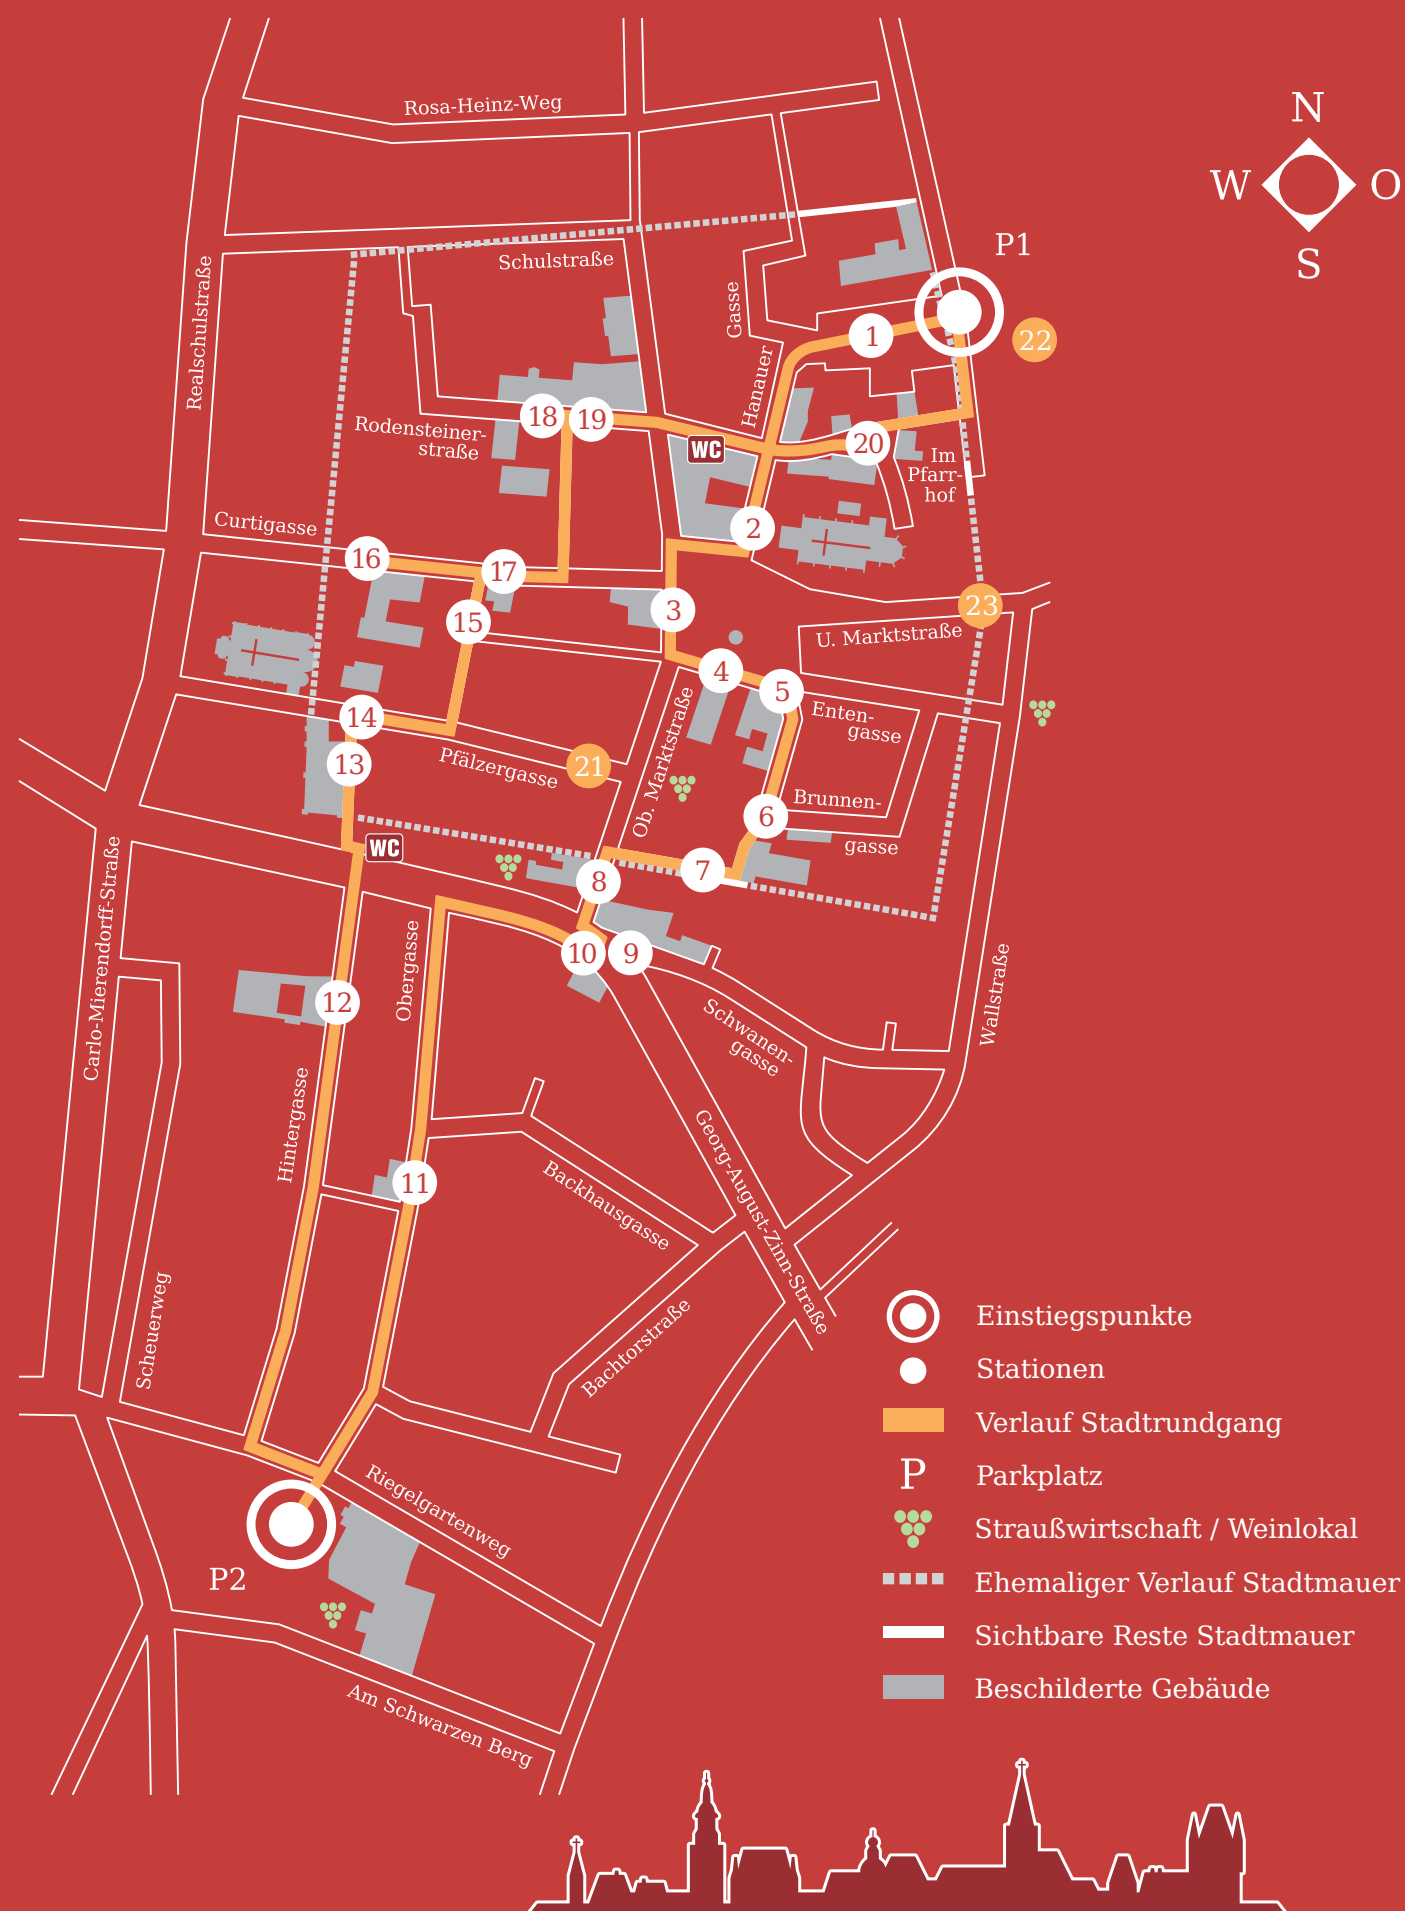 Rosa-Heinz-Weg
N
W
O
S
P1
Schulstraße
Realschulstraße
Gasse
Hanauer
1
22
18
19
Rodensteiner-
straße
WC
20
Im
Pfarr-
hof
Curtigasse
2
16
17
15
3
23
U. Marktstraße
4
5
Enten-
gasse
14
13
Pfälzergasse
21
Ob. Marktstraße
Brunnen-
gasse
6
WC
7
8
10
9
Carlo-Mierendorff-Straße
Obergasse
12
Schwanen-
gasse
Wallstraße
Hintergasse
11
Backhausgasse
Georg-August-Zinn-Straße
Scheuerweg
Bachtorstraße
Riegelgartenweg
P2
Am Schwarzen Berg
Einstiegspunkte
Stationen
Verlauf Stadtrundgang
P Parkplatz
Straußwirtschaft / Weinlokal
Ehemaliger Verlauf Stadtmauer
Sichtbare Reste Stadtmauer
Beschilderte Gebäude